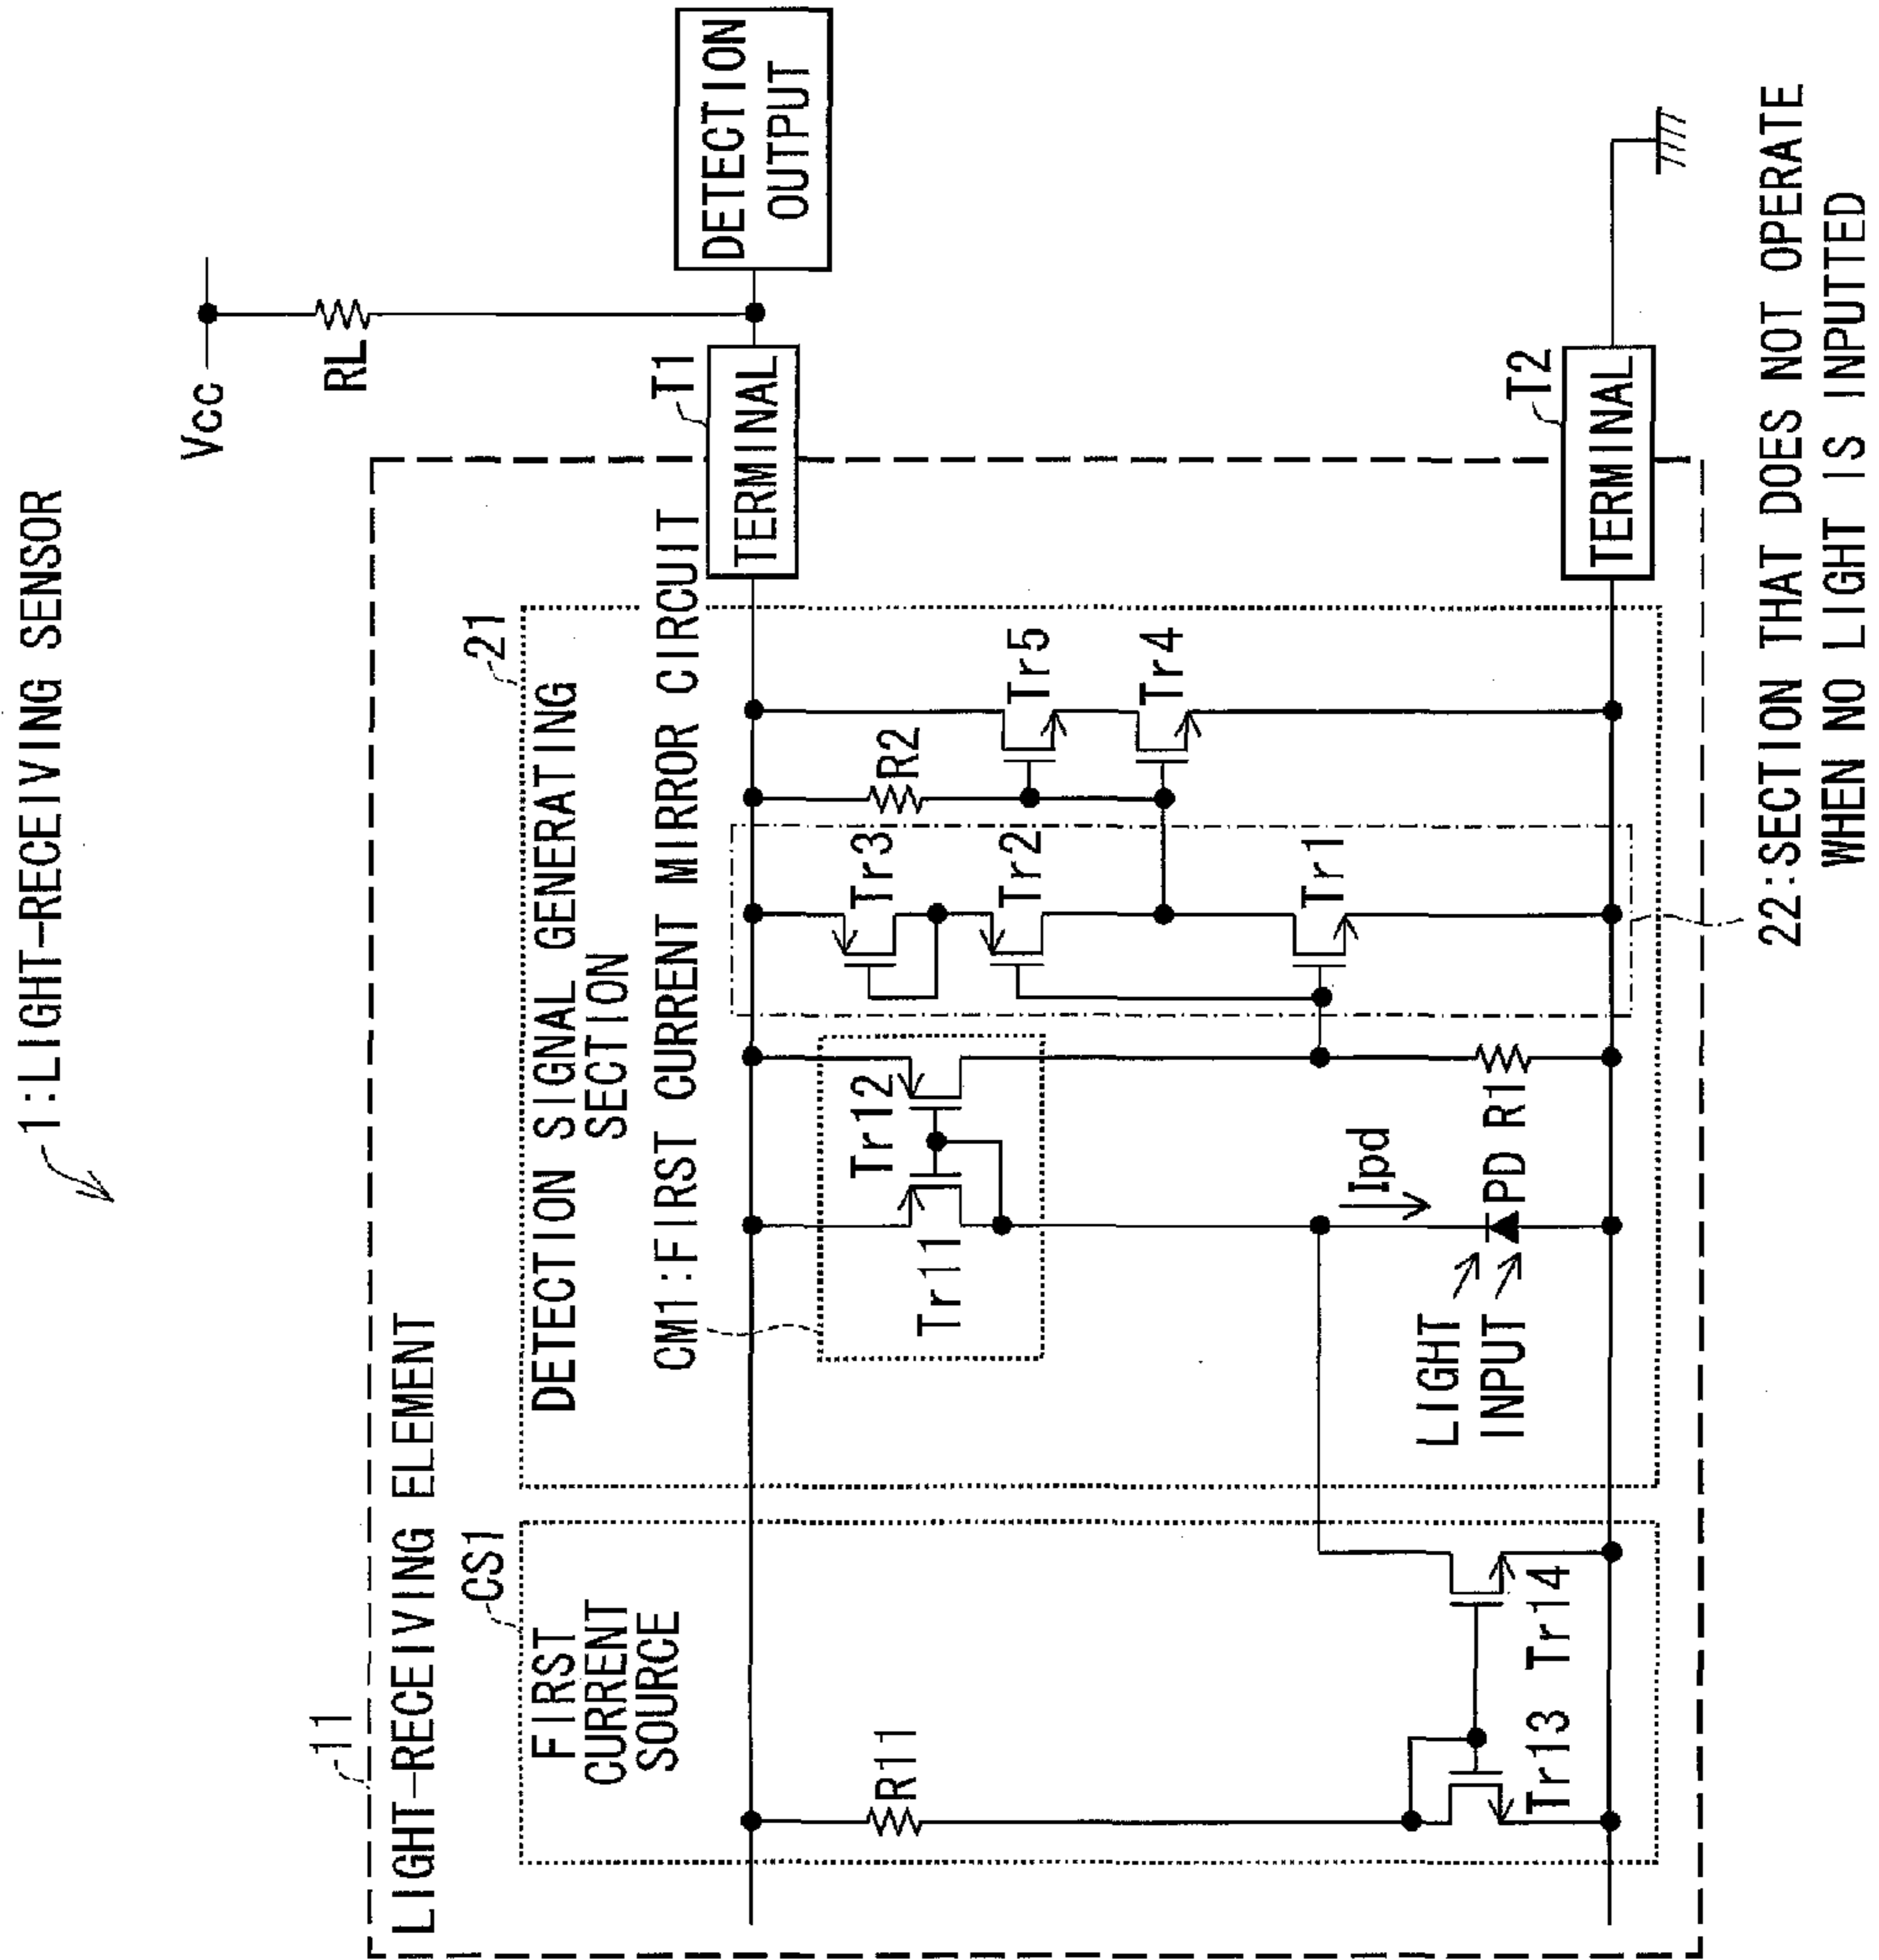 1:LIGHT-RECEIVING SENSOR
11
LIGHT-RECEIVING ELEMENT
CS1
FIRST
CURRENT
SOURCE
R11
Tr13
Tr14
21
DETECTION SIGNAL GENERATING
SECTION
CM1:FIRST CURRENT MIRROR CIRCUIT
Tr11
Tr12
Ipd
LIGHT
INPUT
PD
R1
Tr3
Tr2
Tr1
R2
Tr5
Tr4
Vcc
RL
T1
TERMINAL
DETECTION
OUTPUT
T2
TERMINAL
22:SECTION THAT DOES NOT OPERATE
WHEN NO LIGHT IS INPUTTED